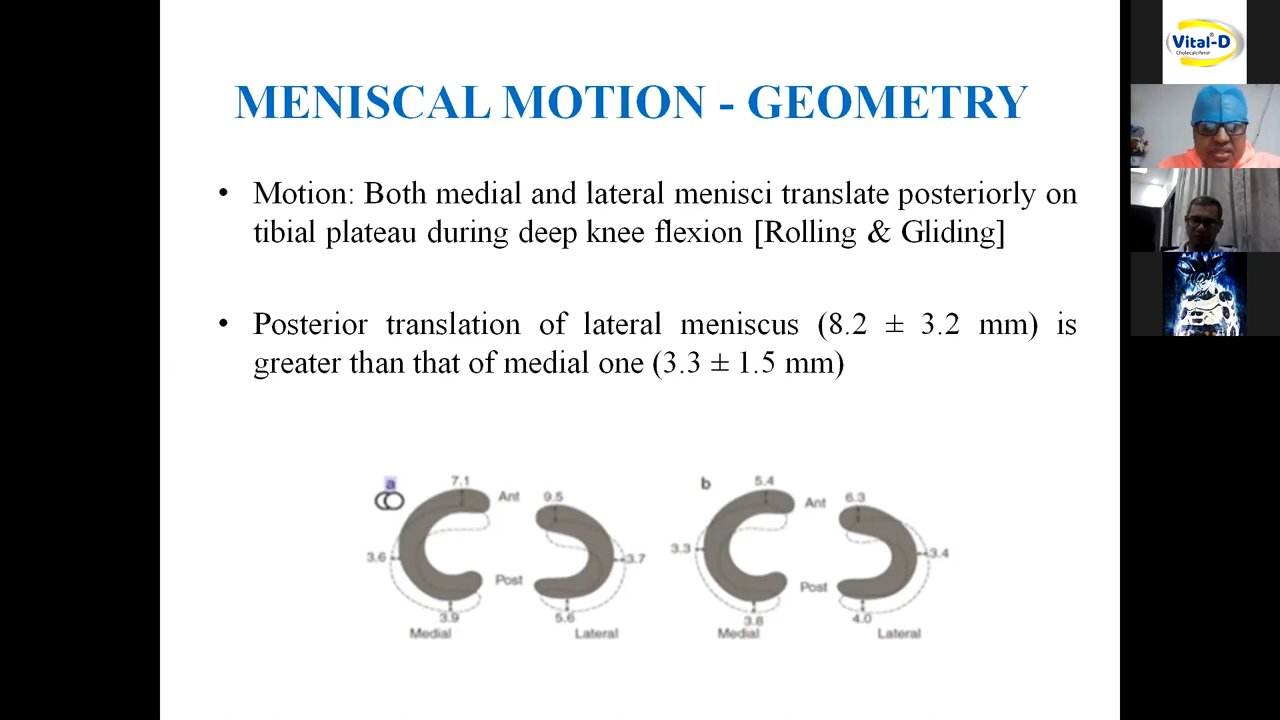 MENISCAL MOTION - GEOMETRY
• Motion: Both medial and lateral menisci translate posteriorly on
tibial plateau during deep knee flexion [Rolling & Gliding]
• Posterior translation of lateral meniscus (8.2 ± 3.2 mm) is
greater than that of medial one (3.3 ± 1.5 mm)
a
7.1
Ant
9.5
3.6
3.7
Post
3.9
5.6
Medial
Lateral
b
5.4
Ant
6.3
3.3
3.4
Post
3.8
4.0
Medial
Lateral
Vital-D
Cholecalciferol